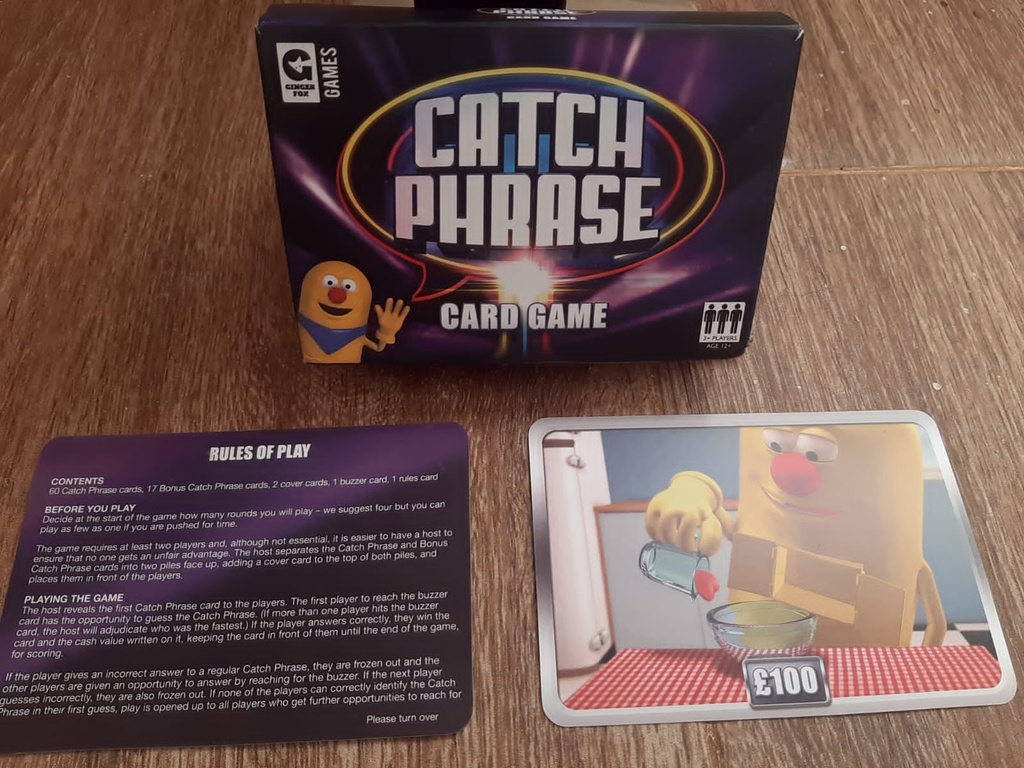 CATCH PHRASE
CARD GAME
GINGER
FOX
GAMES
CATCH
PHRASE
CARD GAME
3+ PLAYERS
AGE 12+
RULES OF PLAY
CONTENTS
60 Catch Phrase cards, 17 Bonus Catch Phrase cards, 2 cover cards, 1 buzzer card, 1 rules card
BEFORE YOU PLAY
Decide at the start of the game how many rounds you will play – we suggest four but you can
play as few as one if you are pushed for time.
The game requires at least two players and, although not essential, it is easier to have a host to
ensure that no one gets an unfair advantage. The host separates the Catch Phrase and Bonus
Catch Phrase cards into two piles face up, adding a cover card to the top of both piles, and
places them in front of the players.
PLAYING THE GAME
The host reveals the first Catch Phrase card to the players. The first player to reach the buzzer
card has the opportunity to guess the Catch Phrase. (If more than one player hits the buzzer
card, the host will adjudicate who was the fastest.) If the player answers correctly, they win the
card and the cash value written on it, keeping the card in front of them until the end of the game,
for scoring.
If the player gives an incorrect answer to a regular Catch Phrase, they are frozen out and the
other players are given an opportunity to answer by reaching for the buzzer. If the next player
guesses incorrectly, they are also frozen out. If none of the players can correctly identify the Catch
Phrase in their first guess, play is opened up to all players who get further opportunities to reach for
Please turn over
£100